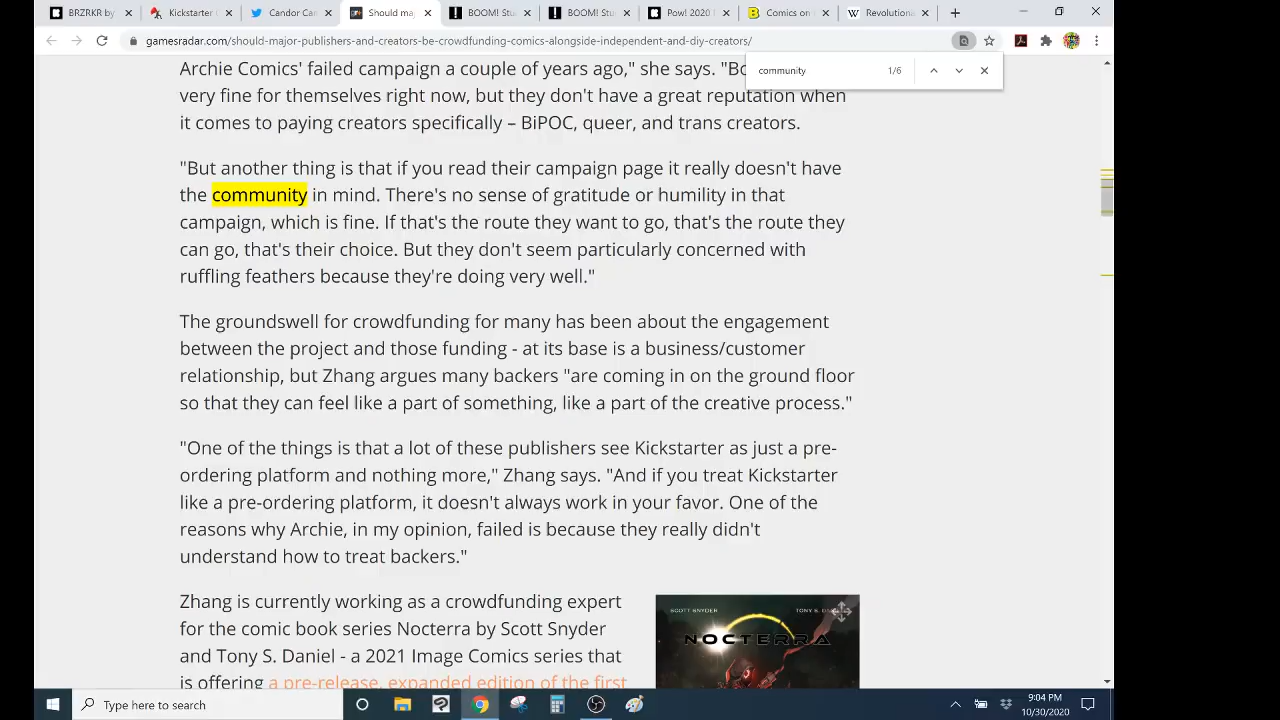 BRZRKR by
Kickstarter
Candor Can
Should maj
BOOM! Stu
BOOM! Stu
Pow! 2020
Comics on
Revolutiona
gamesradar.com/should-major-publishers-and-creators-be-crowdfunding-comics-alongside-independent-and-diy-creators/
community 1/6
Archie Comics' failed campaign a couple of years ago," she says. "Bo
very fine for themselves right now, but they don't have a great reputation when
it comes to paying creators specifically – BiPOC, queer, and trans creators.
"But another thing is that if you read their campaign page it really doesn't have
the community in mind. There's no sense of gratitude or humility in that
campaign, which is fine. If that's the route they want to go, that's the route they
can go, that's their choice. But they don't seem particularly concerned with
ruffling feathers because they're doing very well."
The groundswell for crowdfunding for many has been about the engagement
between the project and those funding - at its base is a business/customer
relationship, but Zhang argues many backers "are coming in on the ground floor
so that they can feel like a part of something, like a part of the creative process."
"One of the things is that a lot of these publishers see Kickstarter as just a pre-
ordering platform and nothing more," Zhang says. "And if you treat Kickstarter
like a pre-ordering platform, it doesn't always work in your favor. One of the
reasons why Archie, in my opinion, failed is because they really didn't
understand how to treat backers."
Zhang is currently working as a crowdfunding expert
for the comic book series Nocterra by Scott Snyder
and Tony S. Daniel - a 2021 Image Comics series that
is offering a pre-release, expanded edition of the first
SCOTT SNYDER
TONY S. D
NOCTERRA
Type here to search
9:04 PM
10/30/2020